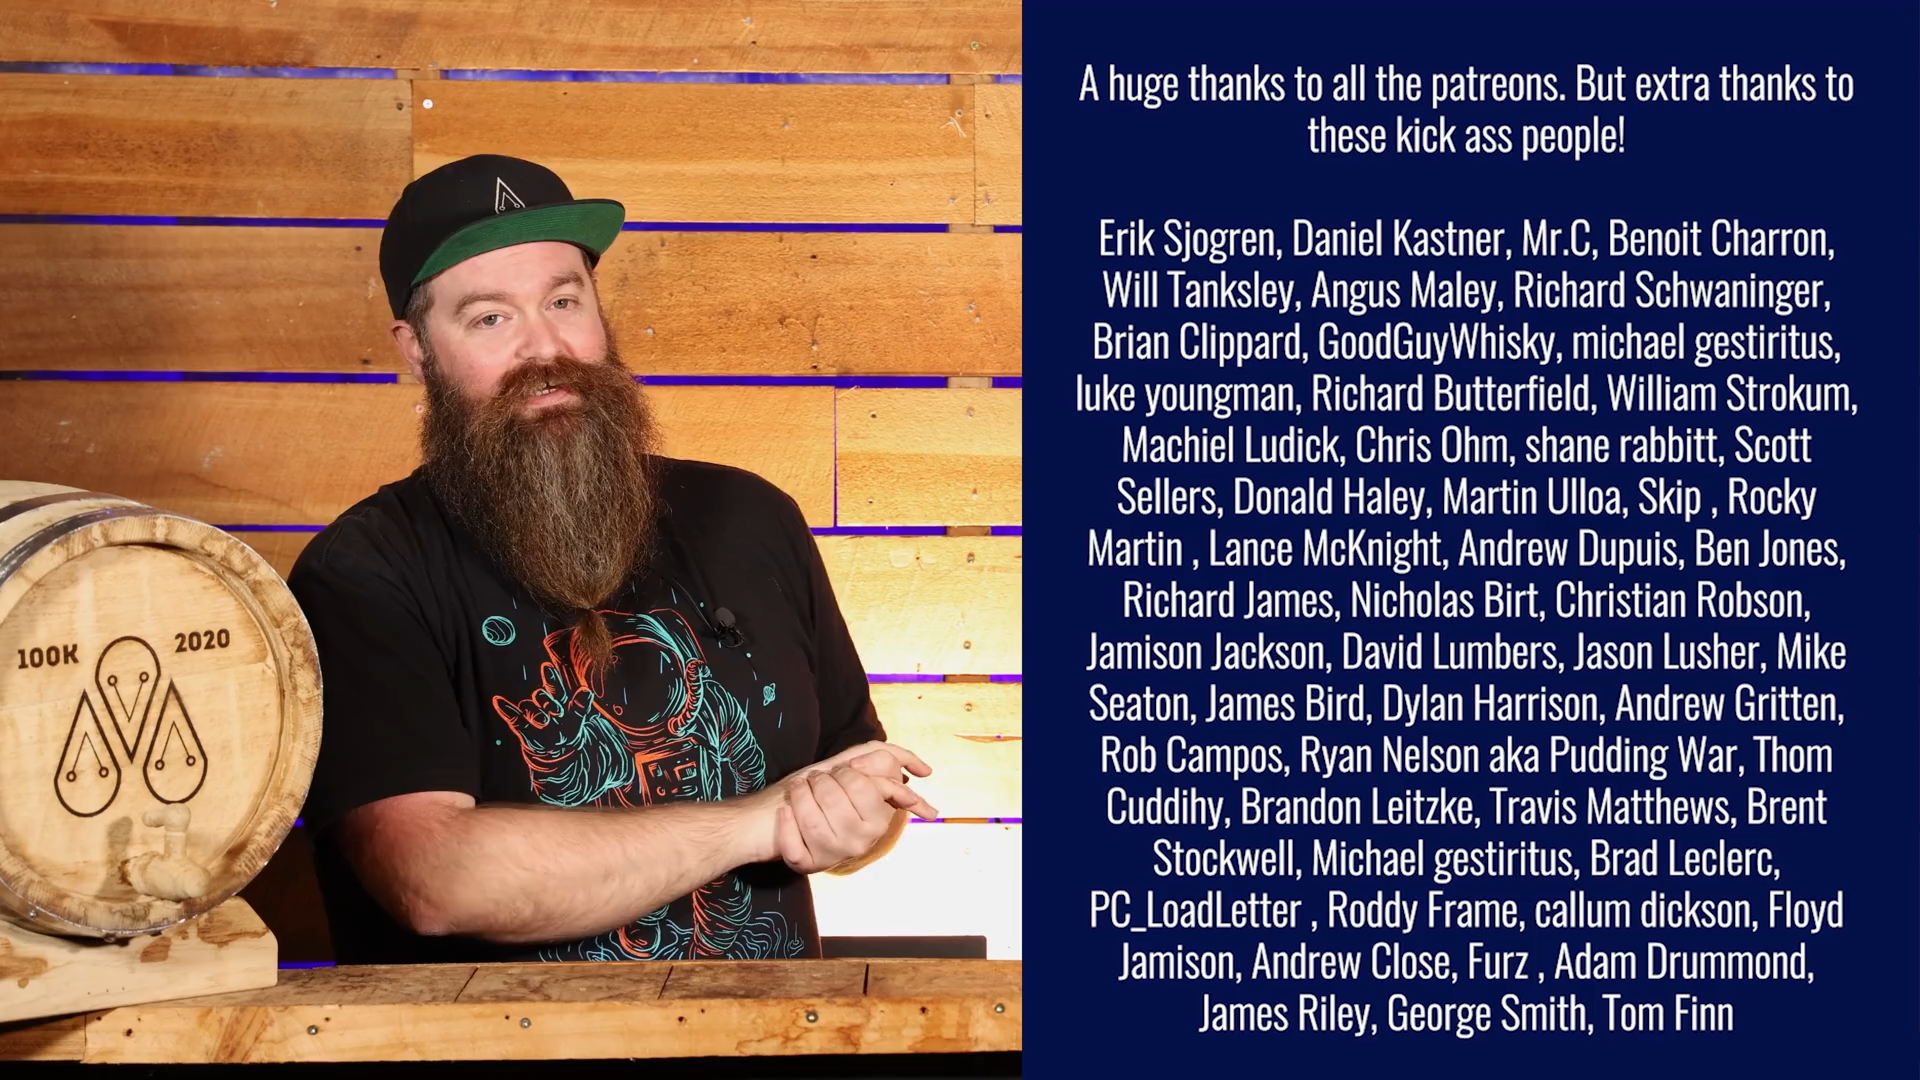 A huge thanks to all the patreons. But extra thanks to
these kick ass people!
Erik Sjogren, Daniel Kastner, Mr.C, Benoit Charron,
Will Tanksley, Angus Maley, Richard Schwaninger,
Brian Clippard, GoodGuyWhisky, michael gestiritus,
luke youngman, Richard Butterfield, William Strokum,
Machiel Ludick, Chris Ohm, shane rabbitt, Scott
Sellers, Donald Haley, Martin Ulloa, Skip , Rocky
Martin , Lance McKnight, Andrew Dupuis, Ben Jones,
Richard James, Nicholas Birt, Christian Robson,
Jamison Jackson, David Lumbers, Jason Lusher, Mike
Seaton, James Bird, Dylan Harrison, Andrew Gritten,
Rob Campos, Ryan Nelson aka Pudding War, Thom
Cuddihy, Brandon Leitzke, Travis Matthews, Brent
Stockwell, Michael gestiritus, Brad Leclerc,
PC_LoadLetter , Roddy Frame, callum dickson, Floyd
Jamison, Andrew Close, Furz , Adam Drummond,
James Riley, George Smith, Tom Finn
100K 2020